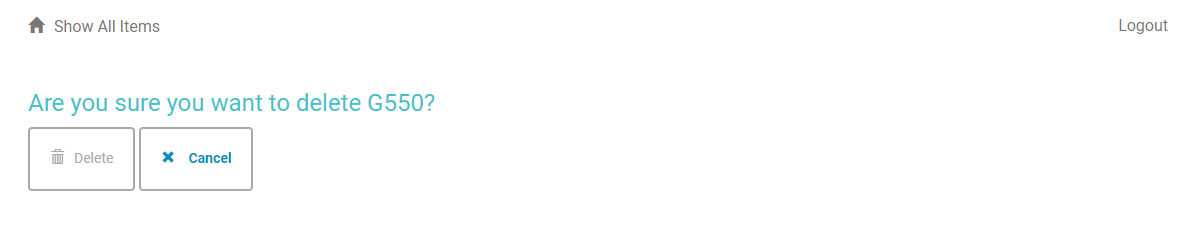 Show All Items
Logout
Are you sure you want to delete G550?
Delete
Cancel